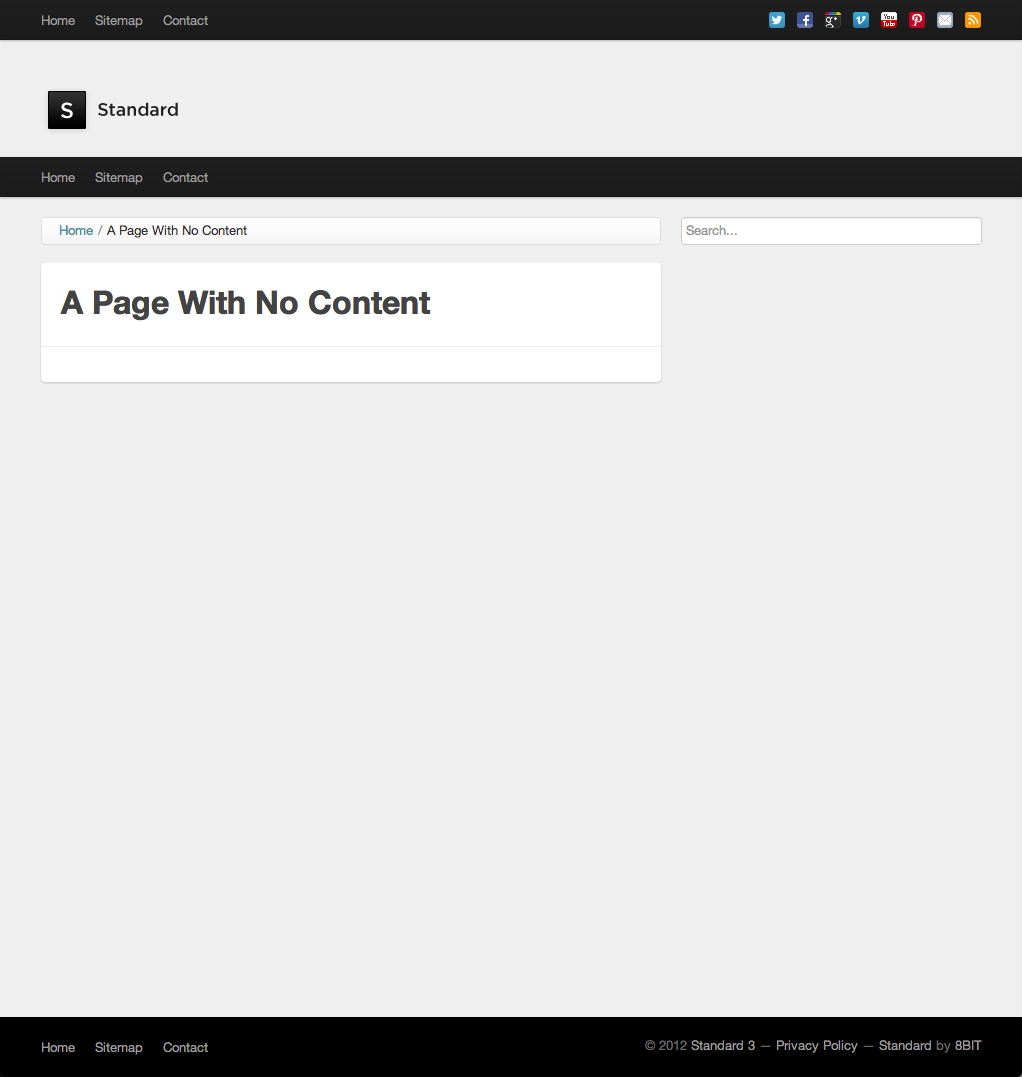 Home Sitemap Contact
S Standard
Home Sitemap Contact
Home / A Page With No Content
Search...
A Page With No Content
Home Sitemap Contact
© 2012 Standard 3 — Privacy Policy — Standard by 8BIT